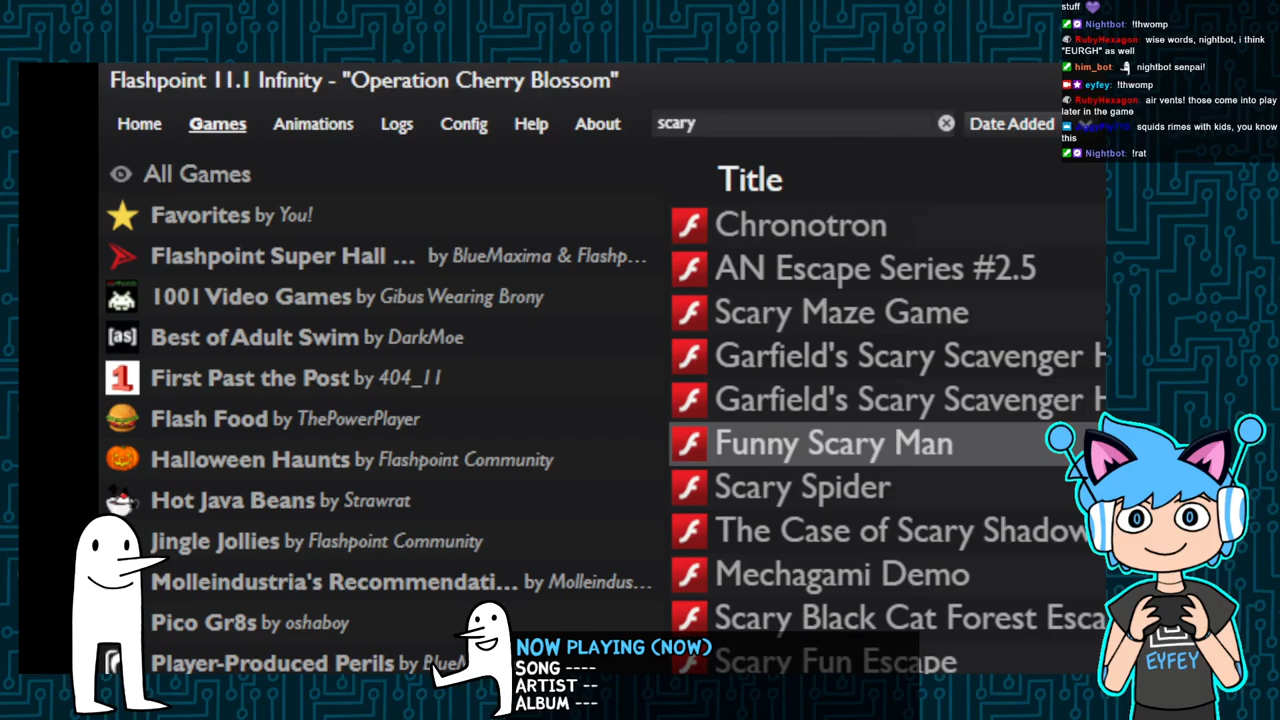 Flashpoint 11.1 Infinity - "Operation Cherry Blossom"
Home Games Animations Logs Config Help About scary Date Added
All Games
Favorites by You!
Flashpoint Super Hall ... by BlueMaxima & Flashp...
1001 Video Games by Gibus Wearing Brony
[as] Best of Adult Swim by DarkMoe
1 First Past the Post by 404_11
Flash Food by ThePowerPlayer
Halloween Haunts by Flashpoint Community
Hot Java Beans by Strawrat
Jingle Jollies by Flashpoint Community
Molleindustria's Recommendati... by Molleindus...
Pico Gr8s by oshaboy
Player-Produced Perils by BlueM
Title
Chronotron
AN Escape Series #2.5
Scary Maze Game
Garfield's Scary Scavenger H
Garfield's Scary Scavenger H
Funny Scary Man
Scary Spider
The Case of Scary Shadow
Mechagami Demo
Scary Black Cat Forest Esca
Scary Fun Escape
NOW PLAYING (NOW)
SONG ----
ARTIST --
ALBUM ---
EYFEY
stuff
Nightbot: !thwomp
RubyHexagon: wise words, nightbot, i think
"EURGH" as well
him_bot: nightbot senpai!
eyfey: !thwomp
RubyHexagon: air vents! those come into play
later in the game
squids rimes with kids, you know
this
Nightbot: !rat